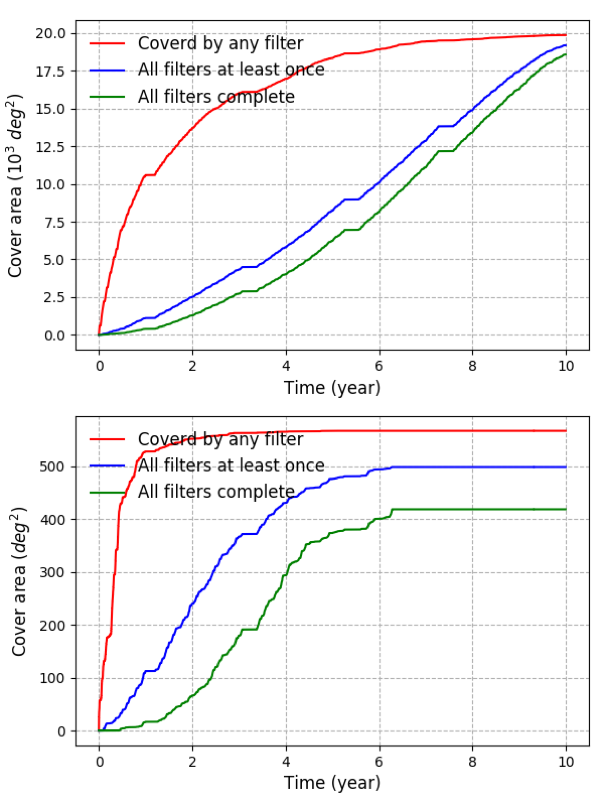 20.0
17.5
15.0
12.5
10.0
7.5
5.0
2.5
0.0
Cover area (10³ deg²)
Coverd by any filter
All filters at least once
All filters complete
0 2 4 6 8 10
Time (year)
500
400
300
200
100
0
Cover area (deg²)
Coverd by any filter
All filters at least once
All filters complete
0 2 4 6 8 10
Time (year)